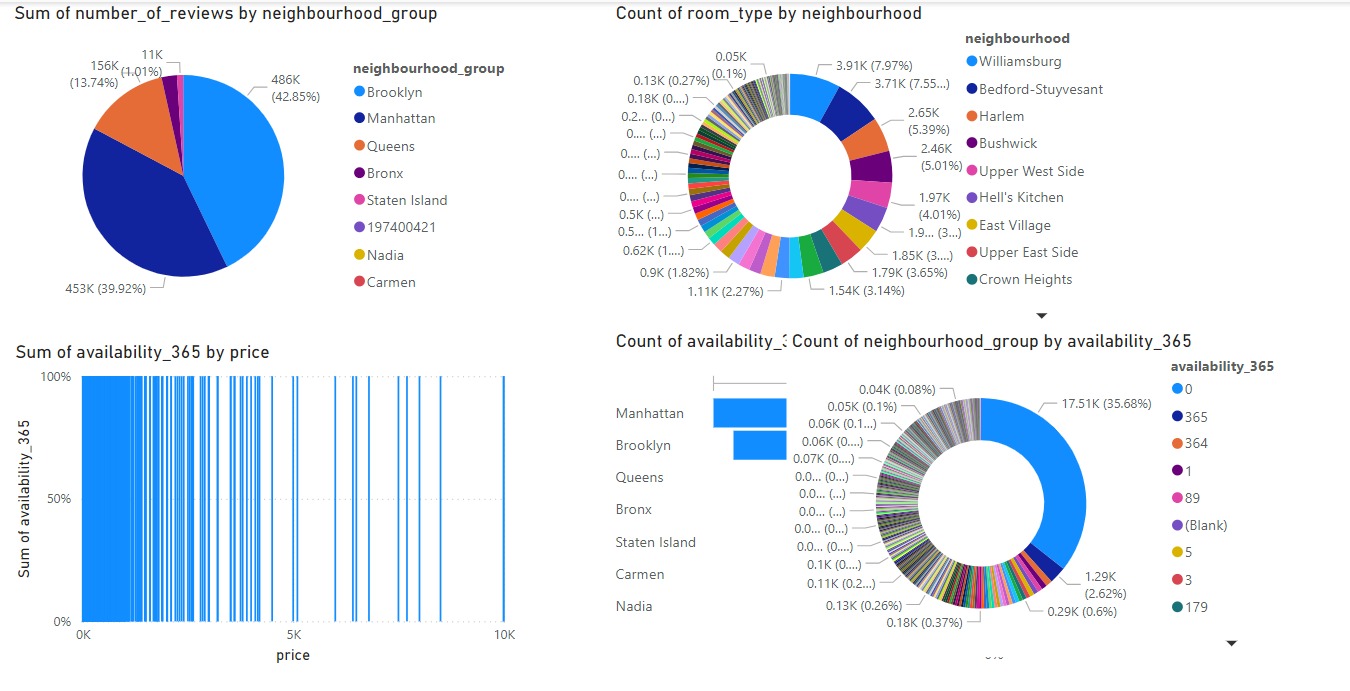 Sum of number_of_reviews by neighbourhood_group
11K
(1.01%)
156K
(13.74%)
486K
(42.85%)
453K (39.92%)
neighbourhood_group
Brooklyn
Manhattan
Queens
Bronx
Staten Island
197400421
Nadia
Carmen
Count of room_type by neighbourhood
0.05K
(0.1%)
0.13K (0.27%)
0.18K (0....)
0.2... (0...)
0.... (...)
0.... (...)
0.... (...)
0.... (...)
0.5K (...)
0.5... (1...)
0.62K (1....)
0.9K (1.82%)
1.11K (2.27%)
3.91K (7.97%)
3.71K (7.55...)
2.65K
(5.39%)
2.46K
(5.01%)
1.97K
(4.01%)
1.9... (3...)
1.85K (3....)
1.79K (3.65%)
1.54K (3.14%)
neighbourhood
Williamsburg
Bedford-Stuyvesant
Harlem
Bushwick
Upper West Side
Hell's Kitchen
East Village
Upper East Side
Crown Heights
Sum of availability_365 by price
100%
50%
0%
Sum of availability_365
0K 5K 10K
price
Count of availability_3
Manhattan
Brooklyn
Queens
Bronx
Staten Island
Carmen
Nadia
Count of neighbourhood_group by availability_365
0.04K (0.08%)
0.05K (0.1%)
0.06K (0.1...)
0.06K (0....)
0.07K (0....)
0.0... (0...)
0.0... (...)
0.0... (...)
0.0... (0...)
0.0... (0....)
0.1K (0....)
0.11K (0.2...)
0.13K (0.26%)
0.18K (0.37%)
17.51K (35.68%)
1.29K
(2.62%)
0.29K (0.6%)
availability_365
0
365
364
1
89
(Blank)
5
3
179